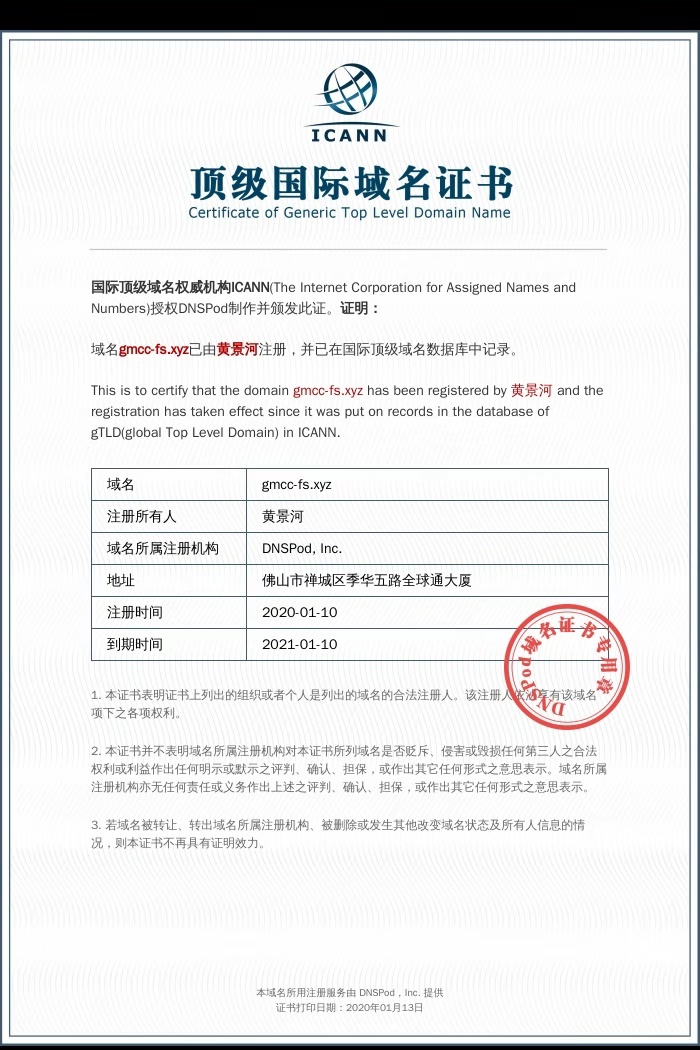 ICANN
顶级国际域名证书
Certificate of Generic Top Level Domain Name
国际顶级域名权威机构ICANN(The Internet Corporation for Assigned Names and
Numbers)授权DNSPod制作并颁发此证。证明：
域名gmcc-fs.xyz已由黄景河注册，并已在国际顶级域名数据库中记录。
This is to certify that the domain gmcc-fs.xyz has been registered by 黄景河 and the
registration has taken effect since it was put on records in the database of
gTLD(global Top Level Domain) in ICANN.
域名 gmcc-fs.xyz
注册所有人 黄景河
域名所属注册机构 DNSPod, Inc.
地址 佛山市禅城区季华五路全球通大厦
注册时间 2020-01-10
到期时间 2021-01-10
DNSPod域名证书专用章
1. 本证书表明证书上列出的组织或者个人是列出的域名的合法注册人。该注册人依法享有该域名
项下之各项权利。
2. 本证书并不表明域名所属注册机构对本证书所列域名是否贬斥、侵害或毁损任何第三人之合法
权利或利益作出任何明示或默示之评判、确认、担保，或作出其它任何形式之意思表示。域名所属
注册机构亦无任何责任或义务作出上述之评判、确认、担保，或作出其它任何形式之意思表示。
3. 若域名被转让、转出域名所属注册机构、被删除或发生其他改变域名状态及所有人信息的情
况，则本证书不再具有证明效力。
本域名所用注册服务由 DNSPod，Inc. 提供
证书打印日期：2020年01月13日